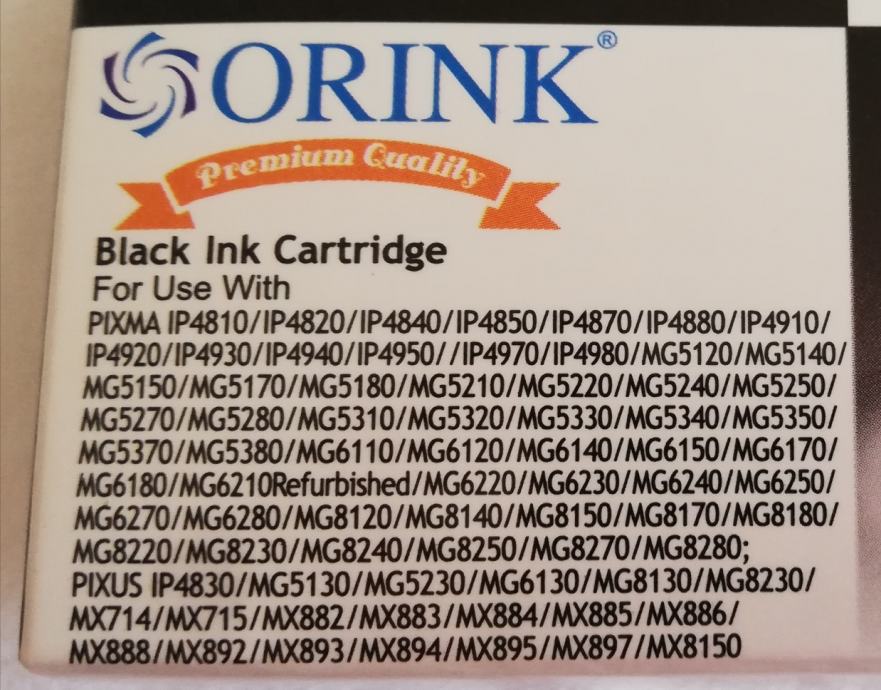 ORINK®
Premium Quality
Black Ink Cartridge
For Use With
PIXMA IP4810/IP4820/IP4840/IP4850/IP4870/IP4880/IP4910/
IP4920/IP4930/IP4940/IP4950//IP4970/IP4980/MG5120/MG5140/
MG5150/MG5170/MG5180/MG5210/MG5220/MG5240/MG5250/
MG5270/MG5280/MG5310/MG5320/MG5330/MG5340/MG5350/
MG5370/MG5380/MG6110/MG6120/MG6140/MG6150/MG6170/
MG6180/MG6210Refurbished/MG6220/MG6230/MG6240/MG6250/
MG6270/MG6280/MG8120/MG8140/MG8150/MG8170/MG8180/
MG8220/MG8230/MG8240/MG8250/MG8270/MG8280;
PIXUS IP4830/MG5130/MG5230/MG6130/MG8130/MG8230/
MX714/MX715/MX882/MX883/MX884/MX885/MX886/
MX888/MX892/MX893/MX894/MX895/MX897/MX8150